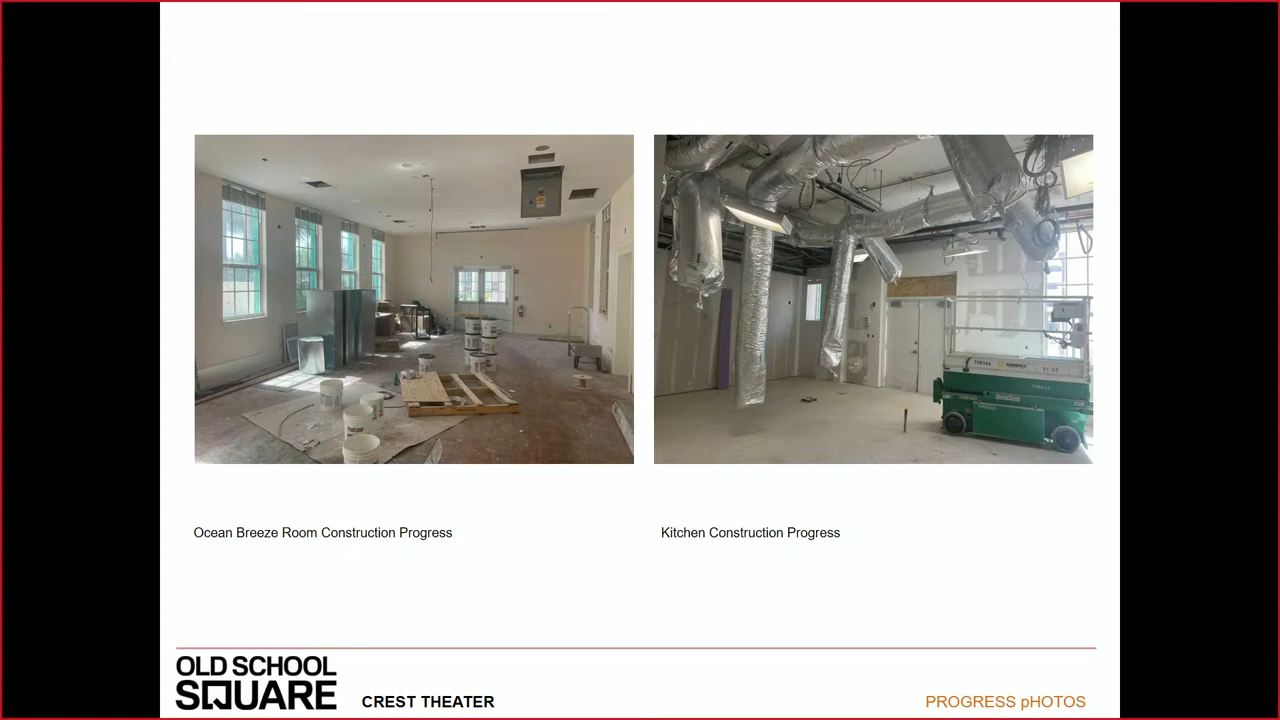 Ocean Breeze Room Construction Progress
Kitchen Construction Progress
OLD SCHOOL
SQUARE
CREST THEATER
PROGRESS pHOTOS